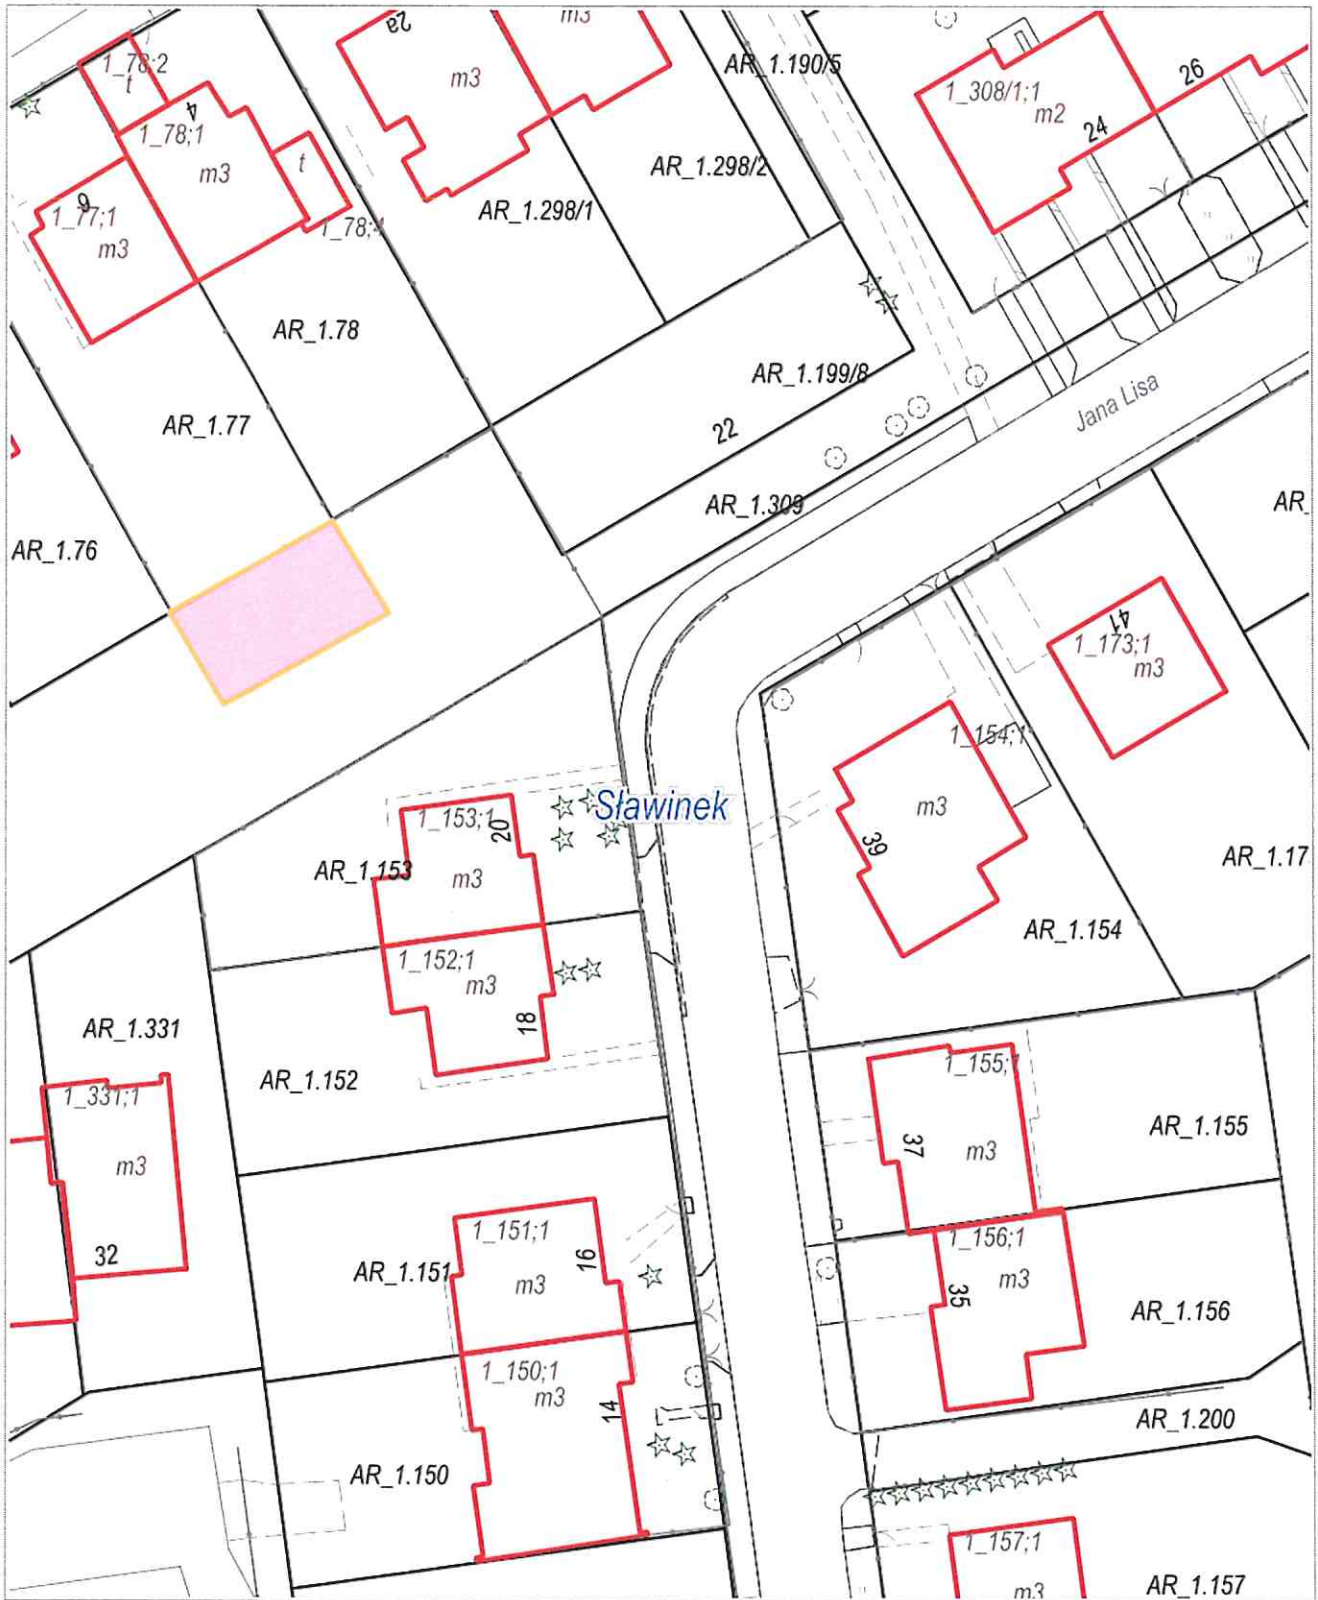 2a
m3
m3
1_78;2
t
4
1_78;1
m3
t
1_78;4
6
1_77;1
m3
AR_1.190/5
1_308/1;1
m2
26
24
AR_1.298/2
AR_1.298/1
AR_1.78
AR_1.199/8
Jana Lisa
AR_1.77
22
AR_1.309
AR_
AR_1.76
41
1_173;1
m3
1_154;1
m3
39
Sławinek
1_153;1
20
AR_1.153
m3
AR_1.17
AR_1.154
1_152;1
m3
18
AR_1.331
AR_1.152
1_331;1
m3
32
1_155;1
37
m3
AR_1.155
1_151;1
16
AR_1.151
m3
1_156;1
m3
35
AR_1.156
1_150;1
m3
14
AR_1.200
AR_1.150
1_157;1
m3
AR_1.157